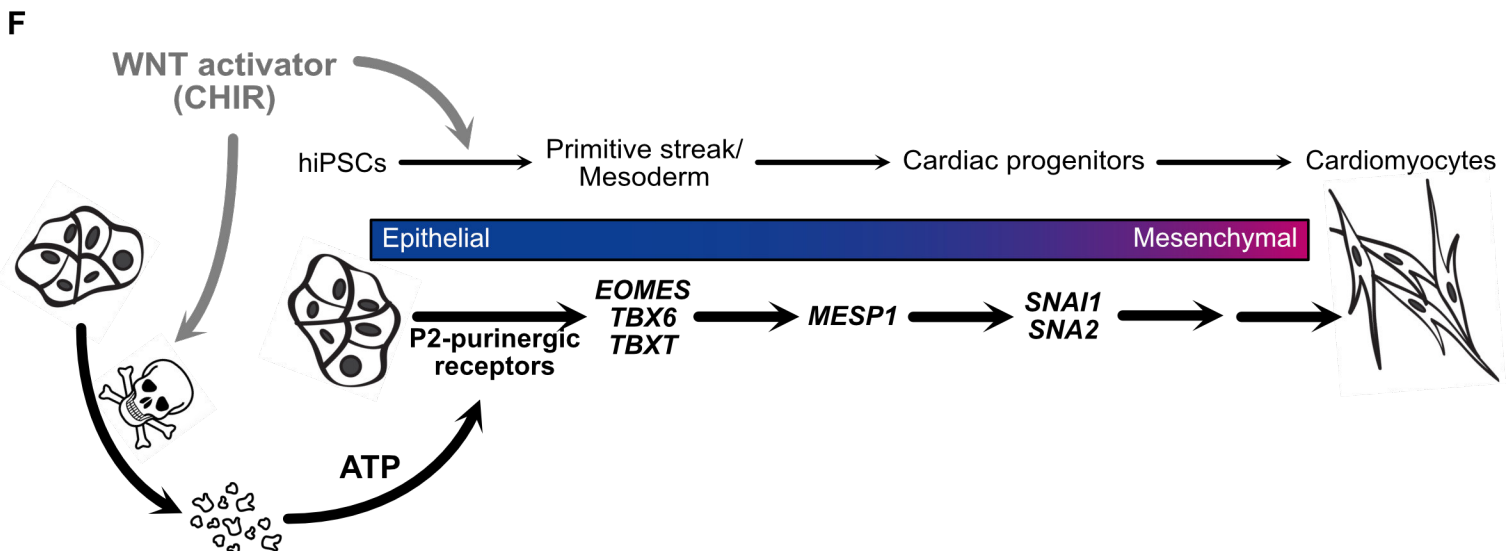 F
WNT activator
(CHIR)
hiPSCs
Primitive streak/
Mesoderm
Cardiac progenitors
Cardiomyocytes
Epithelial
Mesenchymal
EOMES
TBX6
TBXT
MESP1
SNAI1
SNA2
P2-purinergic
receptors
ATP